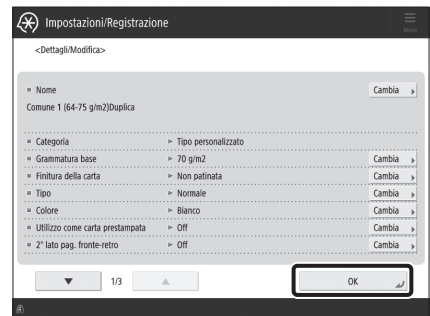 Impostazioni/Registrazione
Menu
<Dettagli/Modifica>
Nome
Cambia
Comune 1 (64-75 g/m2)Duplica
Categoria ► Tipo personalizzato
Grammatura base ► 70 g/m2 Cambia
Finitura della carta ► Non patinata Cambia
Tipo ► Normale Cambia
Colore ► Bianco Cambia
Utilizzo come carta prestampata ► Off Cambia
2° lato pag. fronte-retro ► Off Cambia
1/3
OK